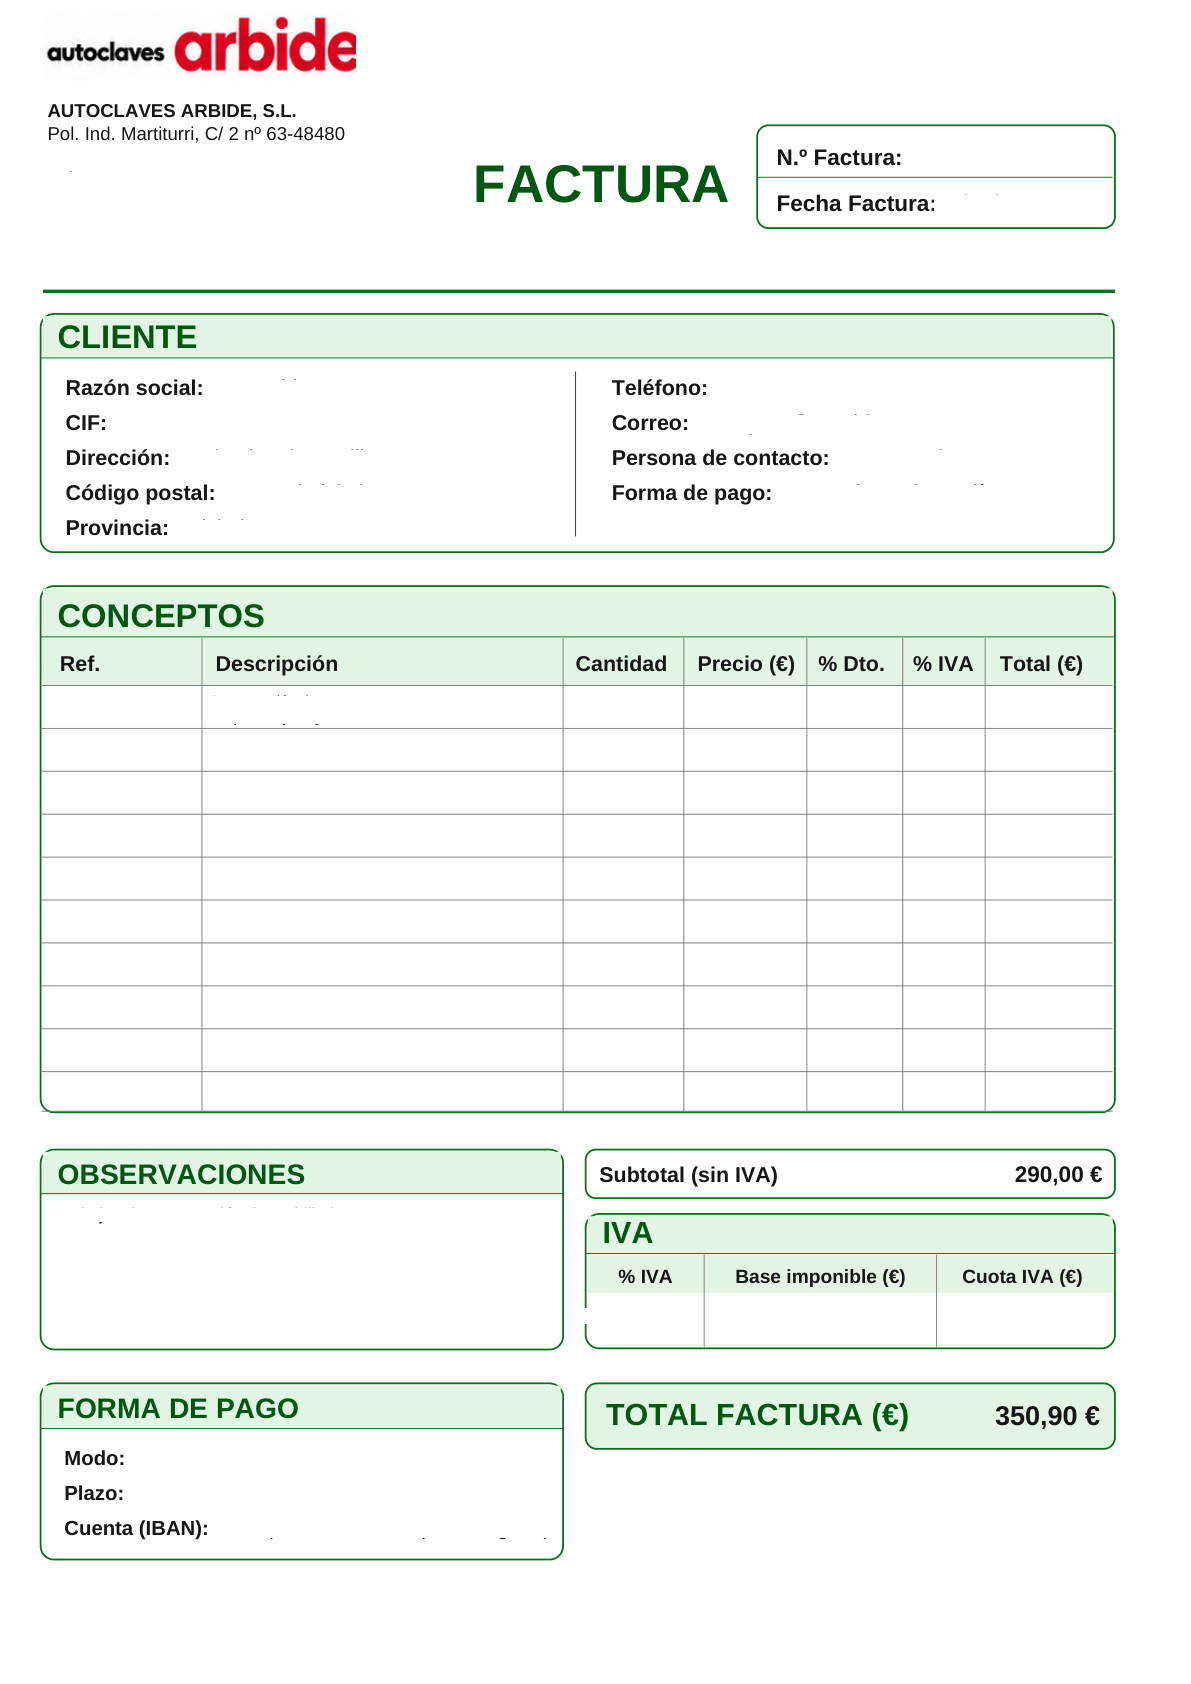 autoclaves arbide
AUTOCLAVES ARBIDE, S.L.
Pol. Ind. Martiturri, C/ 2 nº 63-48480
FACTURA
N.º Factura:
Fecha Factura:
CLIENTE
Razón social:
CIF:
Dirección:
Código postal:
Provincia:
Teléfono:
Correo:
Persona de contacto:
Forma de pago:
CONCEPTOS
Ref. Descripción Cantidad Precio (€) % Dto. % IVA Total (€)
OBSERVACIONES
Subtotal (sin IVA) 290,00 €
IVA
% IVA Base imponible (€) Cuota IVA (€)
FORMA DE PAGO
Modo:
Plazo:
Cuenta (IBAN):
TOTAL FACTURA (€) 350,90 €